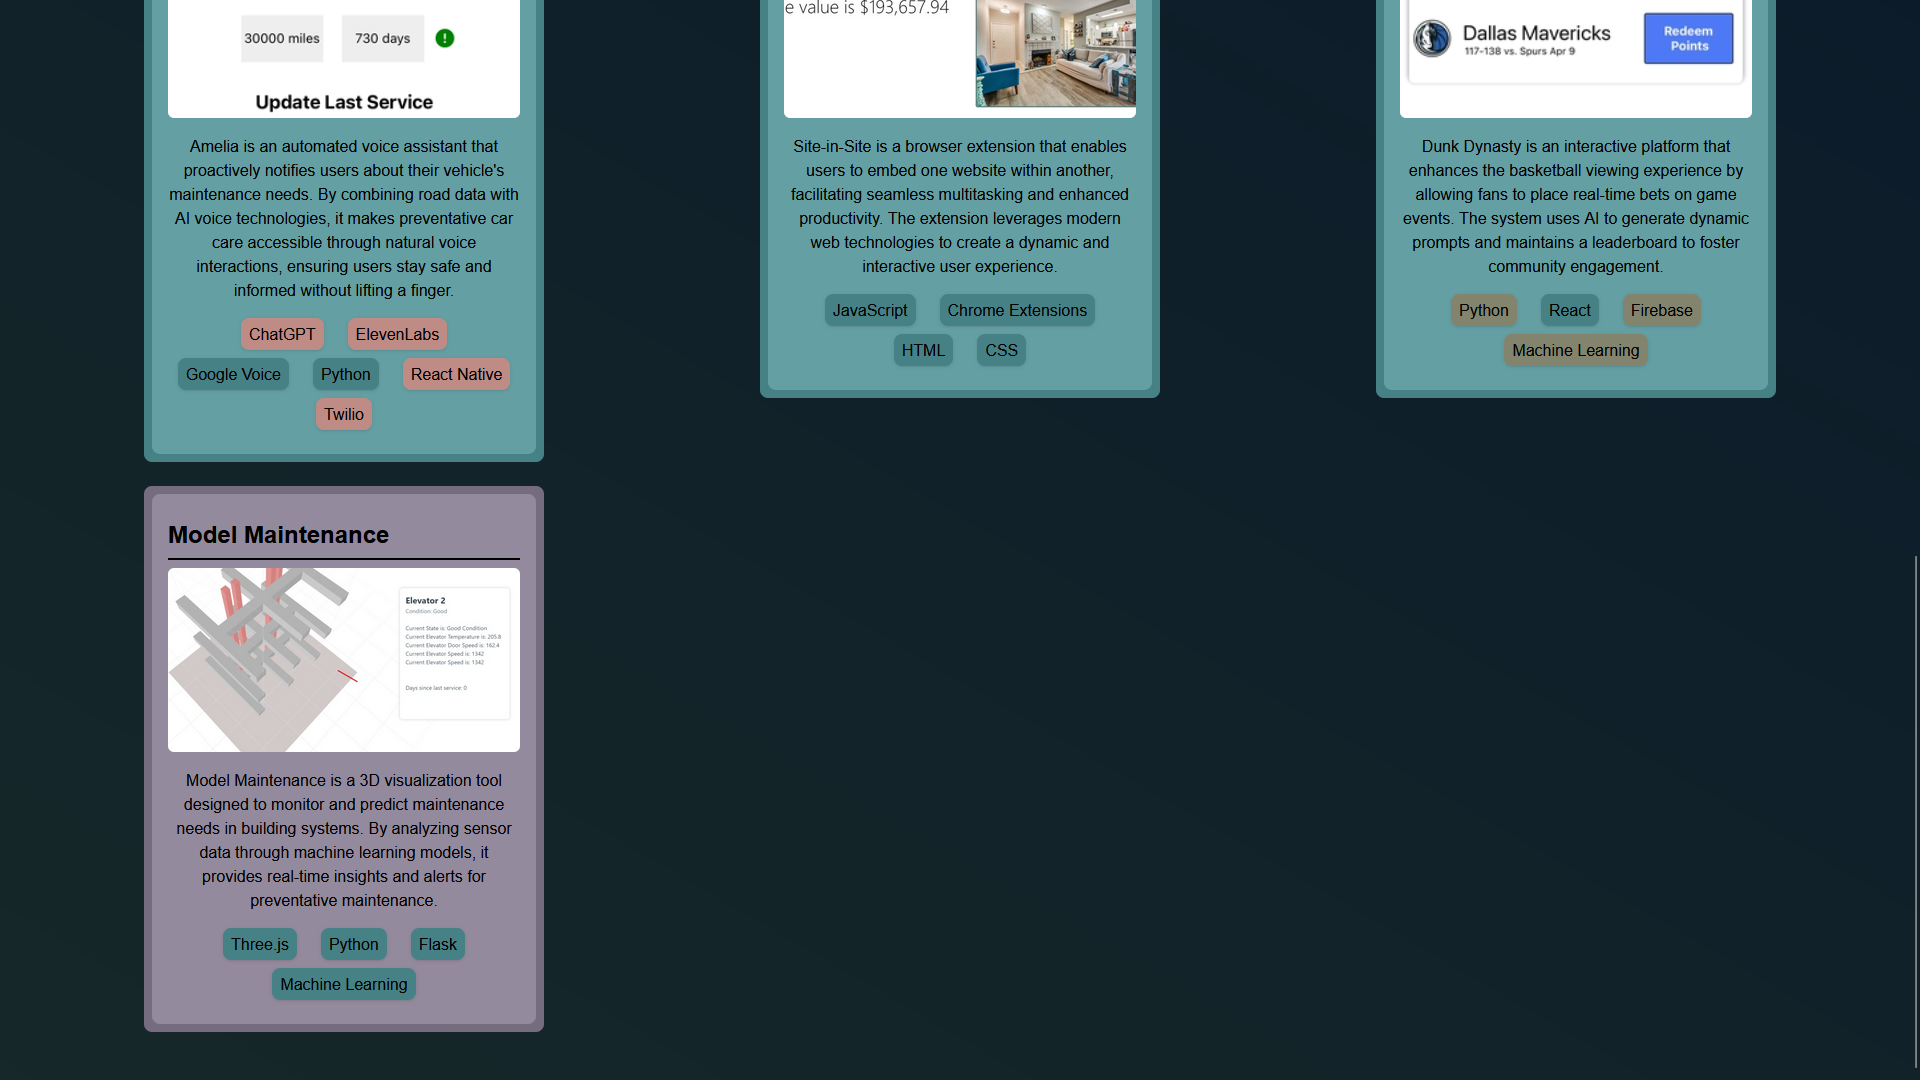 30000 miles
730 days
!
Update Last Service
Amelia is an automated voice assistant that
proactively notifies users about their vehicle's
maintenance needs. By combining road data with
AI voice technologies, it makes preventative car
care accessible through natural voice
interactions, ensuring users stay safe and
informed without lifting a finger.
ChatGPT
ElevenLabs
Google Voice
Python
React Native
Twilio
e value is $193,657.94
Site-in-Site is a browser extension that enables
users to embed one website within another,
facilitating seamless multitasking and enhanced
productivity. The extension leverages modern
web technologies to create a dynamic and
interactive user experience.
JavaScript
Chrome Extensions
HTML
CSS
Dallas Mavericks
117-138 vs. Spurs Apr 9
Redeem
Points
Dunk Dynasty is an interactive platform that
enhances the basketball viewing experience by
allowing fans to place real-time bets on game
events. The system uses AI to generate dynamic
prompts and maintains a leaderboard to foster
community engagement.
Python
React
Firebase
Machine Learning
Model Maintenance
Elevator 2
Condition: Good
Current State is: Good Condition
Current Elevator Temperature is: 205.8
Current Elevator Door Speed is: 162.4
Current Elevator Speed is: 1342
Current Elevator Speed is: 1342
Days since last service: 0
Model Maintenance is a 3D visualization tool
designed to monitor and predict maintenance
needs in building systems. By analyzing sensor
data through machine learning models, it
provides real-time insights and alerts for
preventative maintenance.
Three.js
Python
Flask
Machine Learning